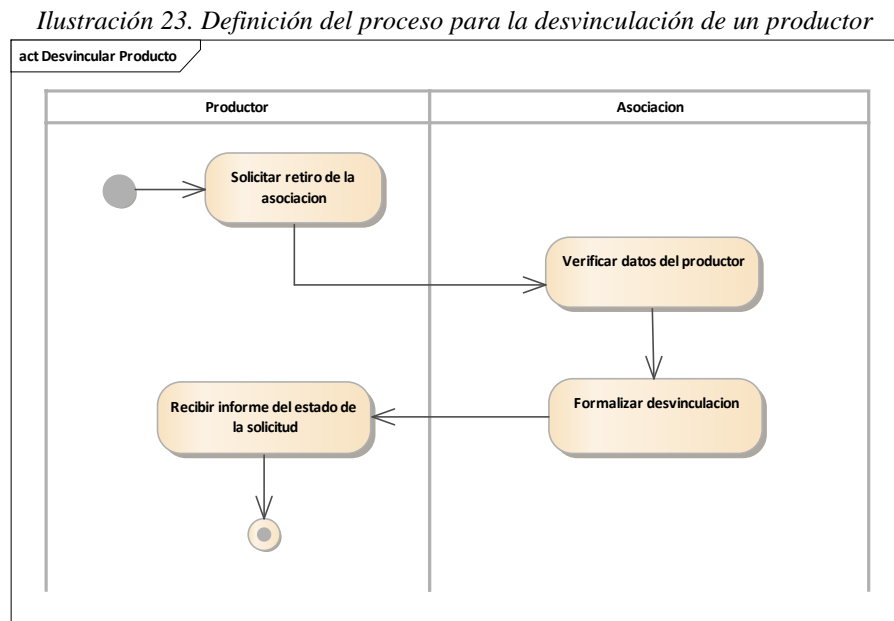 Ilustración 23. Definición del proceso para la desvinculación de un productor
act Desvincular Producto
Productor
Asociacion
Solicitar retiro de la
asociacion
Verificar datos del productor
Formalizar desvinculacion
Recibir informe del estado de
la solicitud